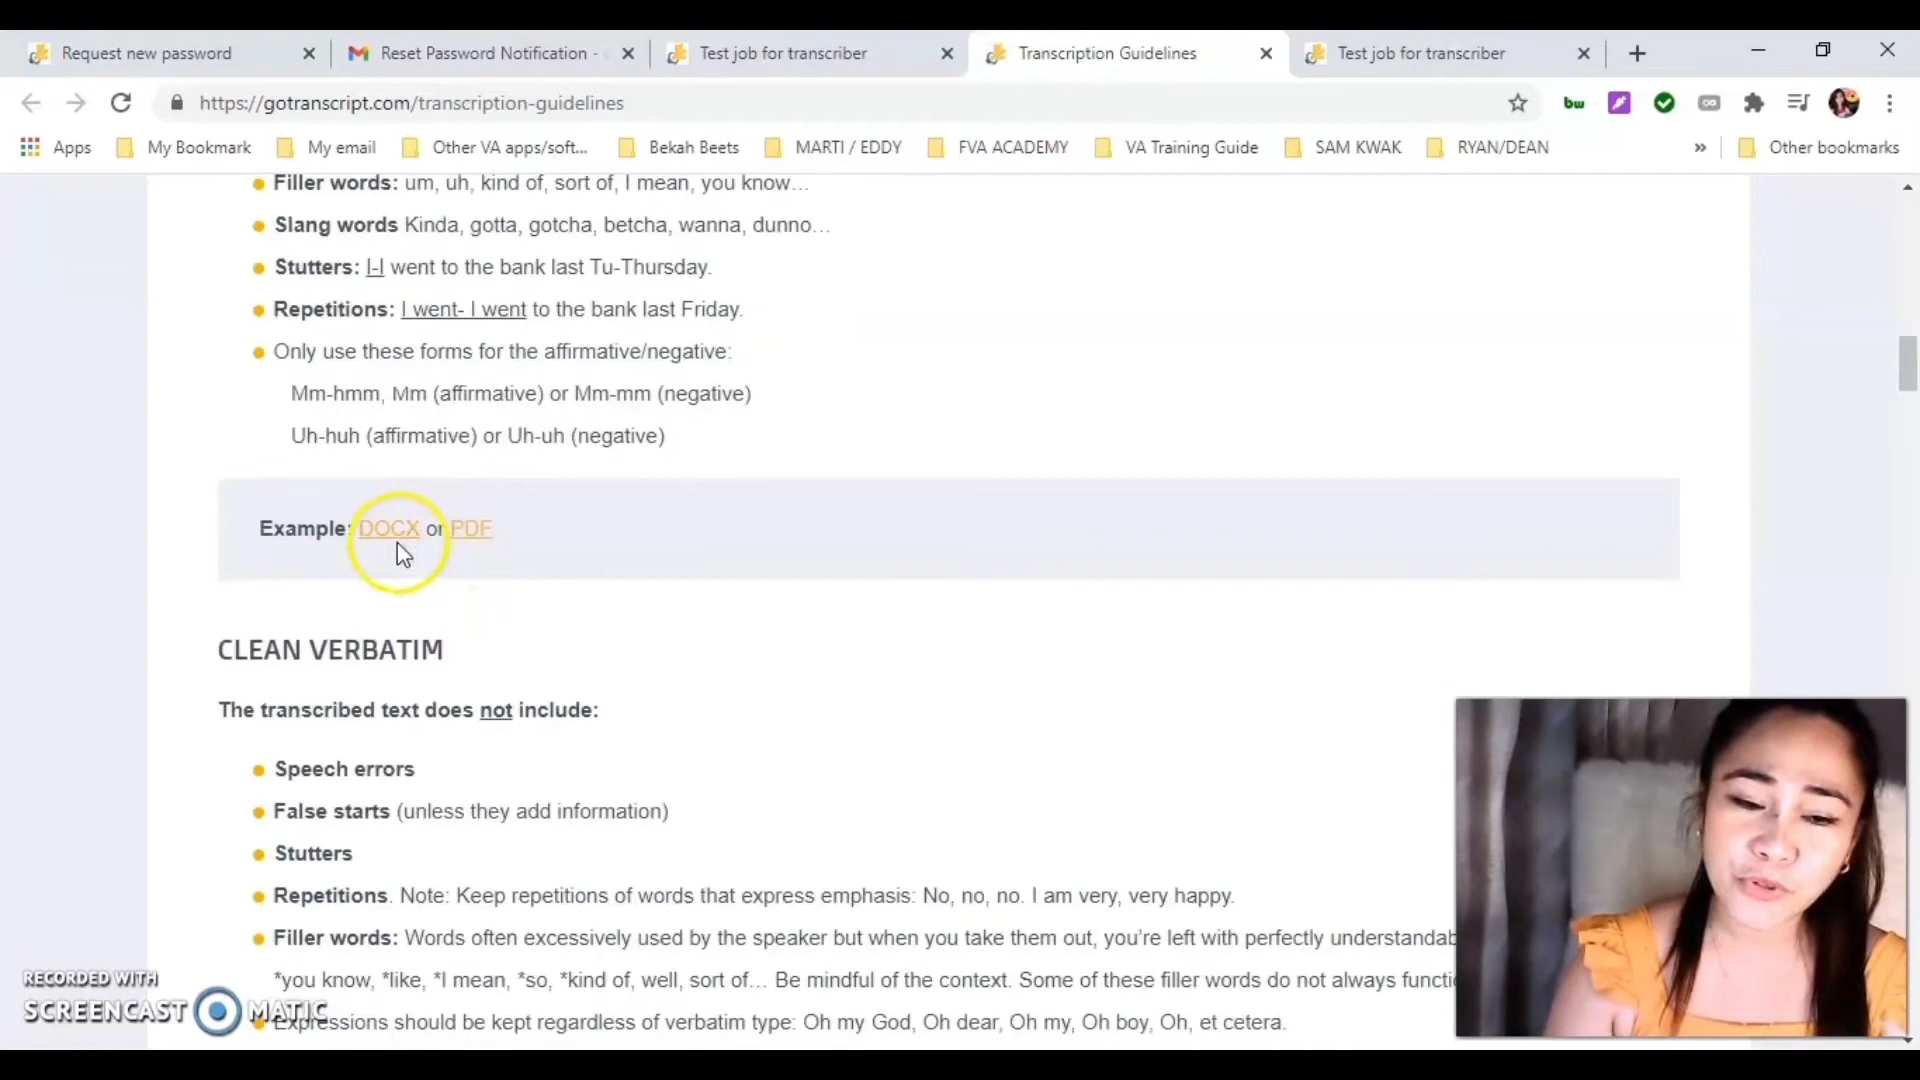 Request new password
Reset Password Notification -
Test job for transcriber
Transcription Guidelines
Test job for transcriber
https://gotranscript.com/transcription-guidelines
bw
Apps
My Bookmark
My email
Other VA apps/soft...
Bekah Beets
MARTI / EDDY
FVA ACADEMY
VA Training Guide
SAM KWAK
RYAN/DEAN
»
Other bookmarks
Filler words: um, uh, kind of, sort of, I mean, you know…
Slang words Kinda, gotta, gotcha, betcha, wanna, dunno…
Stutters: I-I went to the bank last Tu-Thursday.
Repetitions: I went- I went to the bank last Friday.
Only use these forms for the affirmative/negative:
Mm-hmm, Mm (affirmative) or Mm-mm (negative)
Uh-huh (affirmative) or Uh-uh (negative)
Example: DOCX or PDF
CLEAN VERBATIM
The transcribed text does not include:
Speech errors
False starts (unless they add information)
Stutters
Repetitions. Note: Keep repetitions of words that express emphasis: No, no, no. I am very, very happy.
Filler words: Words often excessively used by the speaker but when you take them out, you're left with perfectly understandab
*you know, *like, *I mean, *so, *kind of, well, sort of… Be mindful of the context. Some of these filler words do not always functi
Expressions should be kept regardless of verbatim type: Oh my God, Oh dear, Oh my, Oh boy, Oh, et cetera.
RECORDED WITH
SCREENCAST MATIC